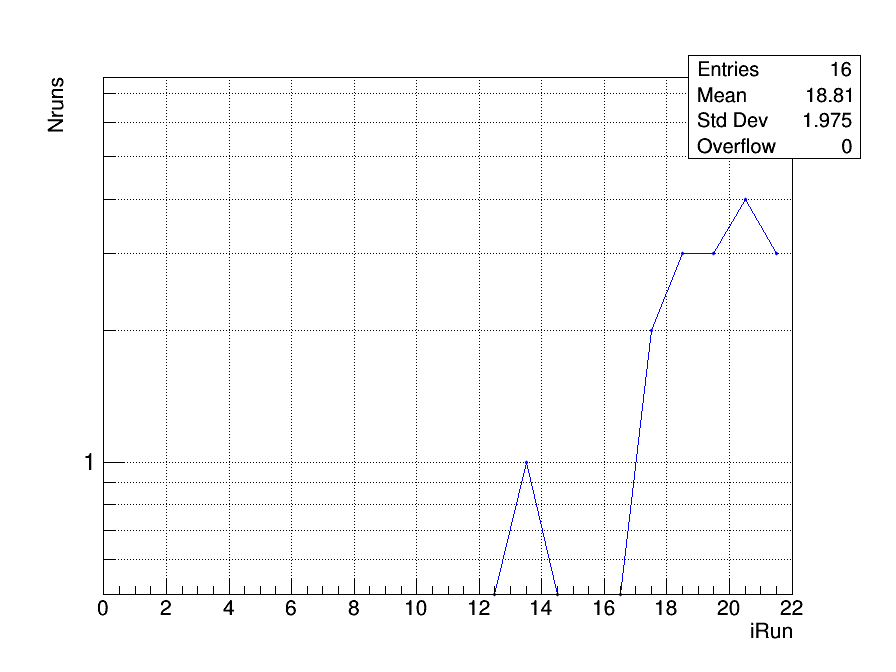 Nruns
Entries 16
Mean 18.81
Std Dev 1.975
Overflow 0
1
0 2 4 6 8 10 12 14 16 18 20 22
iRun